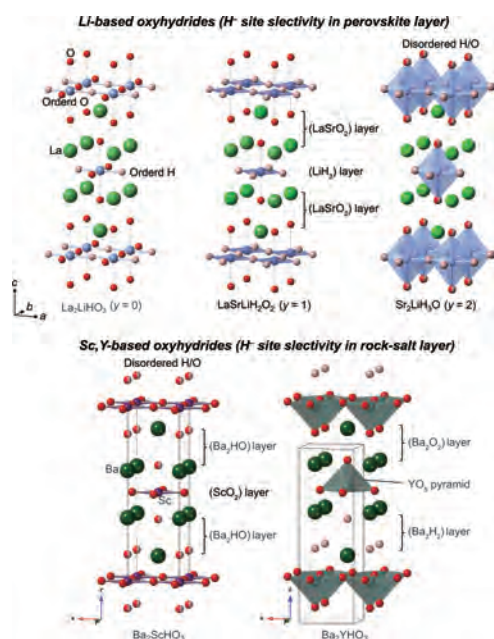 Li-based oxyhydrides (H⁻ site slectivity in perovskite layer)
O
Disordered H/O
Orderd O
(LaSrO₂) layer
La
Orderd H
(LiH₂) layer
(LaSrO₂) layer
c
b
a
La₂LiHO₃ (y = 0)
LaSrLiH₂O₂ (y = 1)
Sr₂LiH₃O (y = 2)
Sc,Y-based oxyhydrides (H⁻ site slectivity in rock-salt layer)
Disordered H/O
(Ba₂HO) layer
(Ba₂O₂) layer
Ba
YO₅ pyramid
(ScO₂) layer
Sc
(Ba₂HO) layer
(Ba₂H₂) layer
Ba₂ScHO₃
Ba₂YHO₃